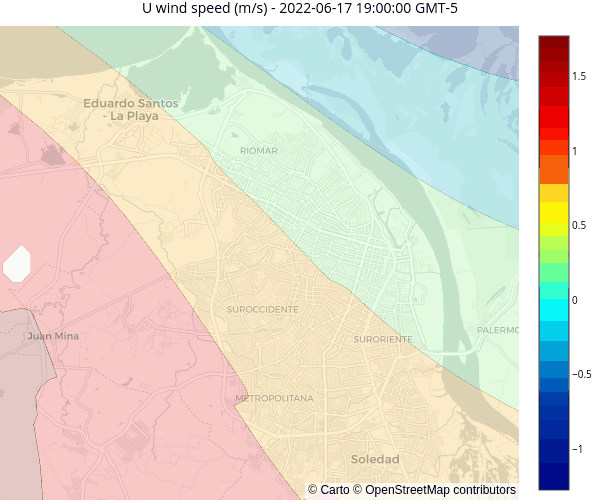 U wind speed (m/s) - 2022-06-17 19:00:00 GMT-5
1.5
Eduardo Santos
- La Playa
RIOMAR
1
0.5
0
SUROCCIDENTE
Juan Mina
SURORIENTE
PALERMO
−0.5
METROPOLITANA
−1
Soledad
© Carto © OpenStreetMap contributors